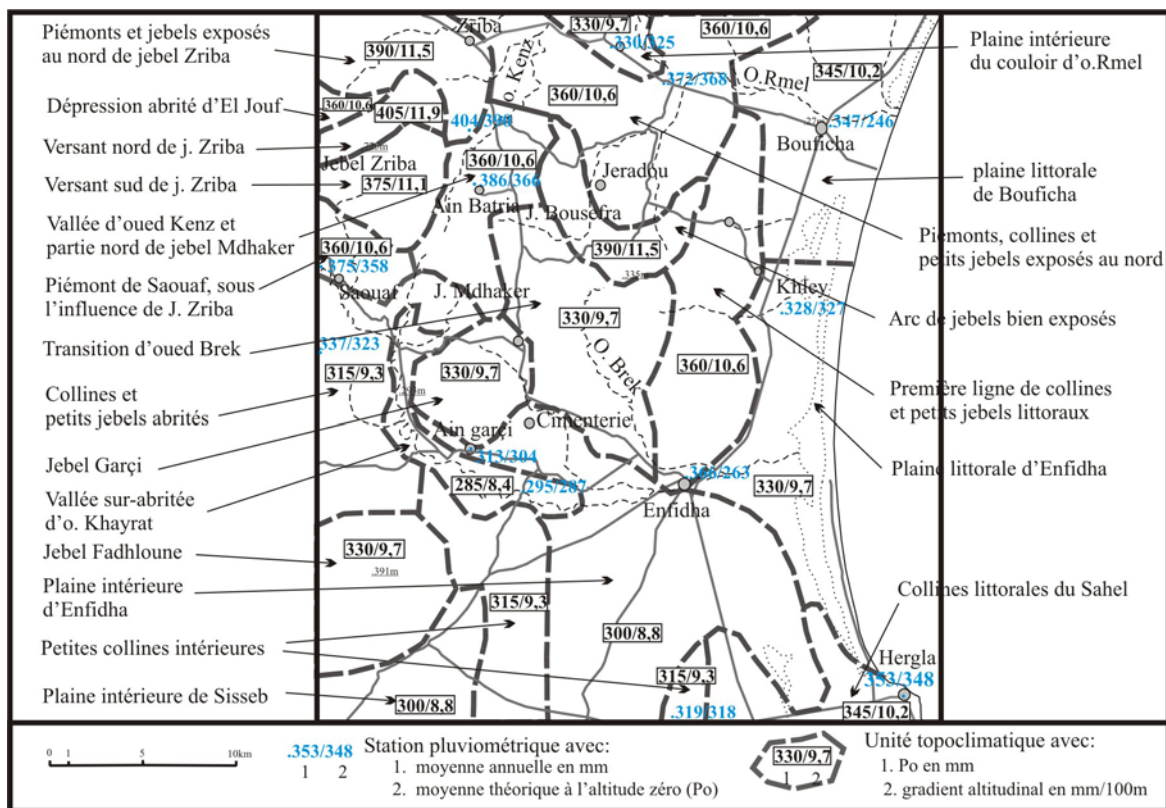 Piémonts et jebels exposés
au nord de jebel Zriba
Dépression abrité d'El Jouf
Versant nord de j. Zriba
Versant sud de j. Zriba
Vallée d'oued Kenz et
partie nord de jebel Mdhaker
Piémont de Saouaf, sous
l'influence de J. Zriba
Transition d'oued Brek
Collines et
petits jebels abrités
Jebel Garçi
Vallée sur-abritée
d'o. Khayrat
Jebel Fadhloune
Plaine intérieure
d'Enfidha
Petites collines intérieures
Plaine intérieure de Sisseb
Zriba
330/9,7
.330/325
360/10,6
390/11,5
o. Kenz
.372/368
O.Rmel
345/10,2
360/10,6
360/10,6
405/11,9
.347/246
Bouficha
Jebel Zriba
360/10,6
.386/366
375/11,1
Jeradou
Ain Batria
J. Bousefra
360/10,6
.375/358
390/11,5
.335m
Saouaf
J. Mdhaker
Khley
.328/327
330/9,7
.337/323
O. Brek
360/10,6
315/9,3
330/9,7
Ain garçi
Cimenterie
.313/304
285/8,4
.295/287
.366/263
330/9,7
Enfidha
330/9,7
.391m
315/9,3
300/8,8
315/9,3
Hergla
.353/348
300/8,8
.319/318
345/10,2
Plaine intérieure
du couloir d'o.Rmel
plaine littorale
de Bouficha
Piémonts, collines et
petits jebels exposés au nord
Arc de jebels bien exposés
Première ligne de collines
et petits jebels littoraux
Plaine littorale d'Enfidha
Collines littorales du Sahel
0 1 5 10km
.353/348
1 2
Station pluviométrique avec:
1. moyenne annuelle en mm
2. moyenne théorique à l'altitude zéro (Po)
330/9,7
1 2
Unité topoclimatique avec:
1. Po en mm
2. gradient altitudinal en mm/100m